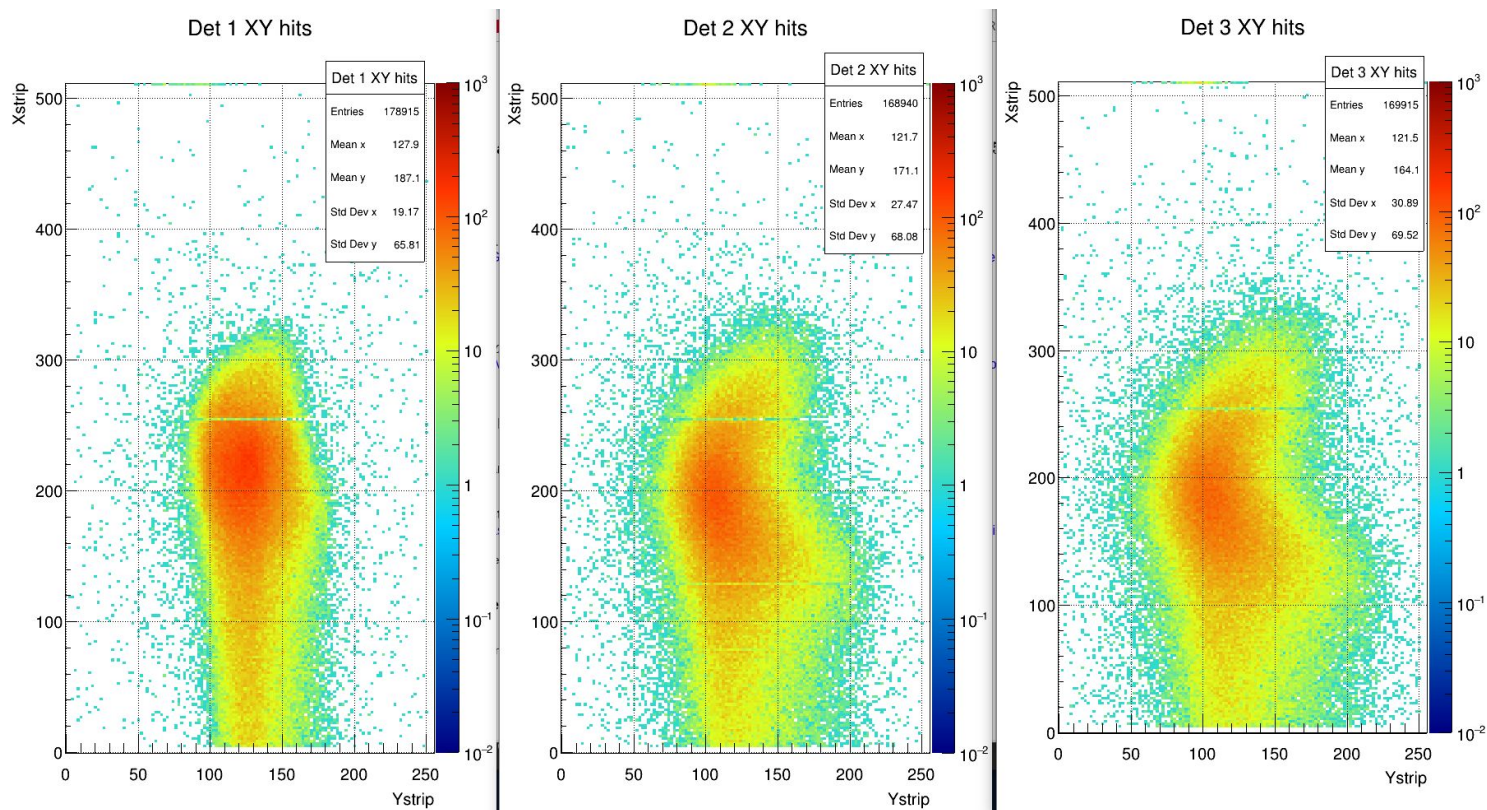 Det 1 XY hits
Xstrip
500
400
300
200
100
0
0 50 100 150 200 250
Ystrip
Det 1 XY hits
Entries 178915
Mean x 127.9
Mean y 187.1
Std Dev x 19.17
Std Dev y 65.81
10³
10²
10
1
10⁻¹
10⁻²
Det 2 XY hits
Xstrip
500
400
300
200
100
0
0 50 100 150 200 250
Ystrip
Det 2 XY hits
Entries 168940
Mean x 121.7
Mean y 171.1
Std Dev x 27.47
Std Dev y 68.08
10³
10²
10
1
10⁻¹
10⁻²
Det 3 XY hits
Xstrip
500
400
300
200
100
0
0 50 100 150 200 250
Ystrip
Det 3 XY hits
Entries 169915
Mean x 121.5
Mean y 164.1
Std Dev x 30.89
Std Dev y 69.52
10³
10²
10
1
10⁻¹
10⁻²